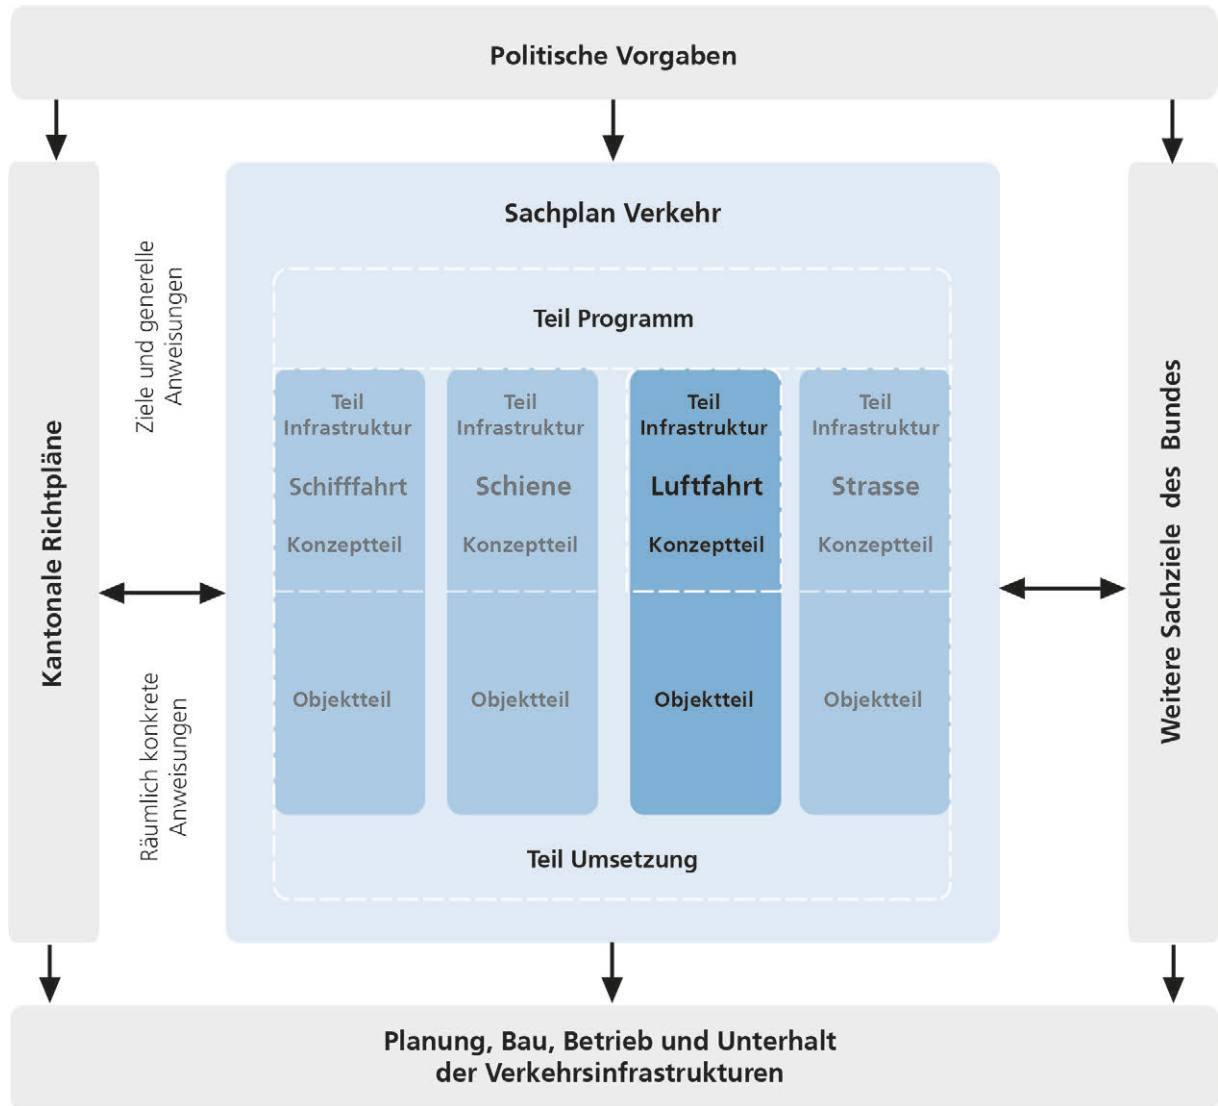 Politische Vorgaben
Kantonale Richtpläne
Ziele und generelle
Anweisungen
Räumlich konkrete
Anweisungen
Sachplan Verkehr
Teil Programm
Teil
Infrastruktur
Schifffahrt
Konzeptteil
Objektteil
Teil
Infrastruktur
Schiene
Konzeptteil
Objektteil
Teil
Infrastruktur
Luftfahrt
Konzeptteil
Objektteil
Teil
Infrastruktur
Strasse
Konzeptteil
Objektteil
Teil Umsetzung
Weitere Sachziele des Bundes
Planung, Bau, Betrieb und Unterhalt
der Verkehrsinfrastrukturen